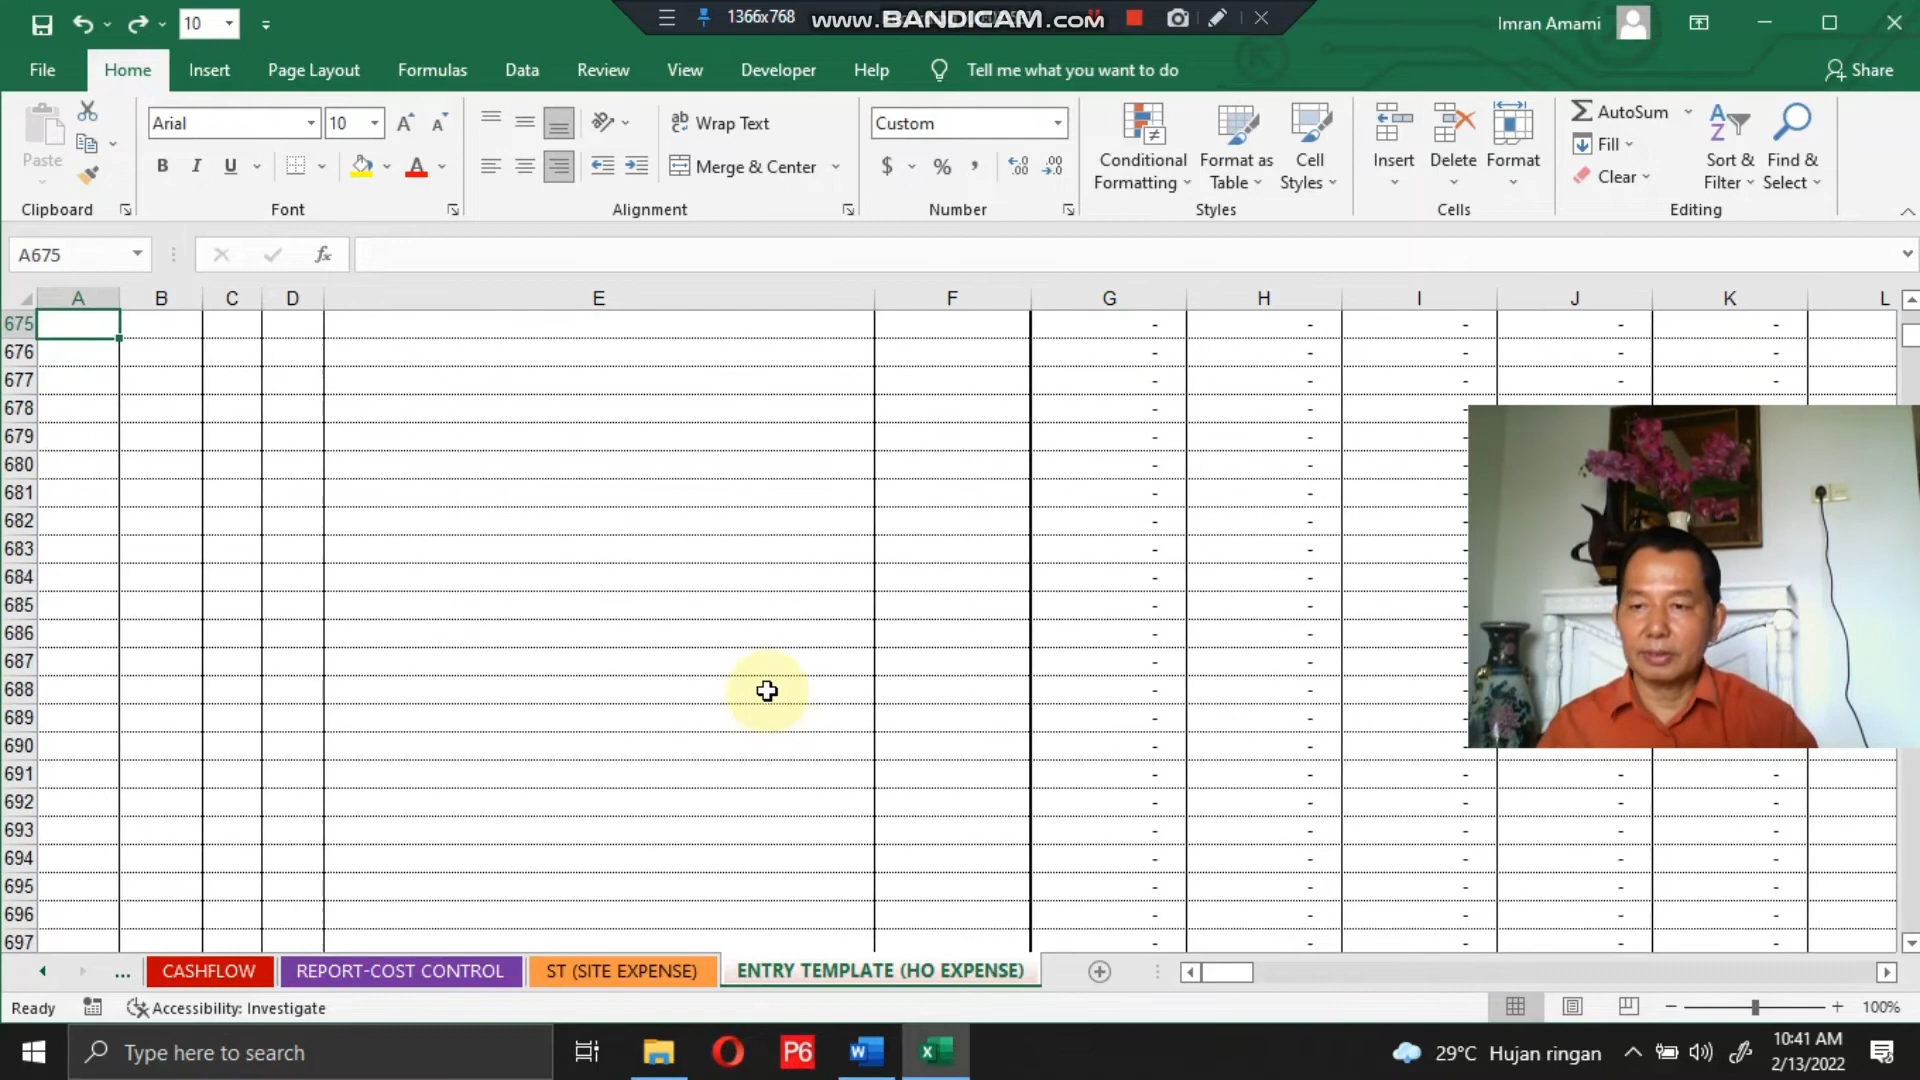 10
1366x768
www.BANDICAM.com
Imran Amami
File
Home
Insert
Page Layout
Formulas
Data
Review
View
Developer
Help
Tell me what you want to do
Share
Paste
Clipboard
Arial
10
B I U
A
Font
Wrap Text
Merge & Center
Alignment
Custom
$ % ,
Number
Conditional Formatting
Format as Table
Cell Styles
Styles
Insert
Delete
Format
Cells
AutoSum
Fill
Clear
Sort & Filter
Find & Select
Editing
A675
fx
A B C D E F G H I J K L
675 - - - - -
676 - - - - -
677 - - - - -
678 - - -
679 - - -
680 - - -
681 - - -
682 - - -
683 - - -
684 - - -
685 - - -
686 - - -
687 - - -
688 - - -
689 - - -
690 - - -
691 - - - - -
692 - - - - -
693 - - - - -
694 - - - - -
695 - - - - -
696 - - - - -
697 - - - - -
...
CASHFLOW
REPORT-COST CONTROL
ST (SITE EXPENSE)
ENTRY TEMPLATE (HO EXPENSE)
Ready
Accessibility: Investigate
100%
Type here to search
P6
29°C Hujan ringan
10:41 AM
2/13/2022